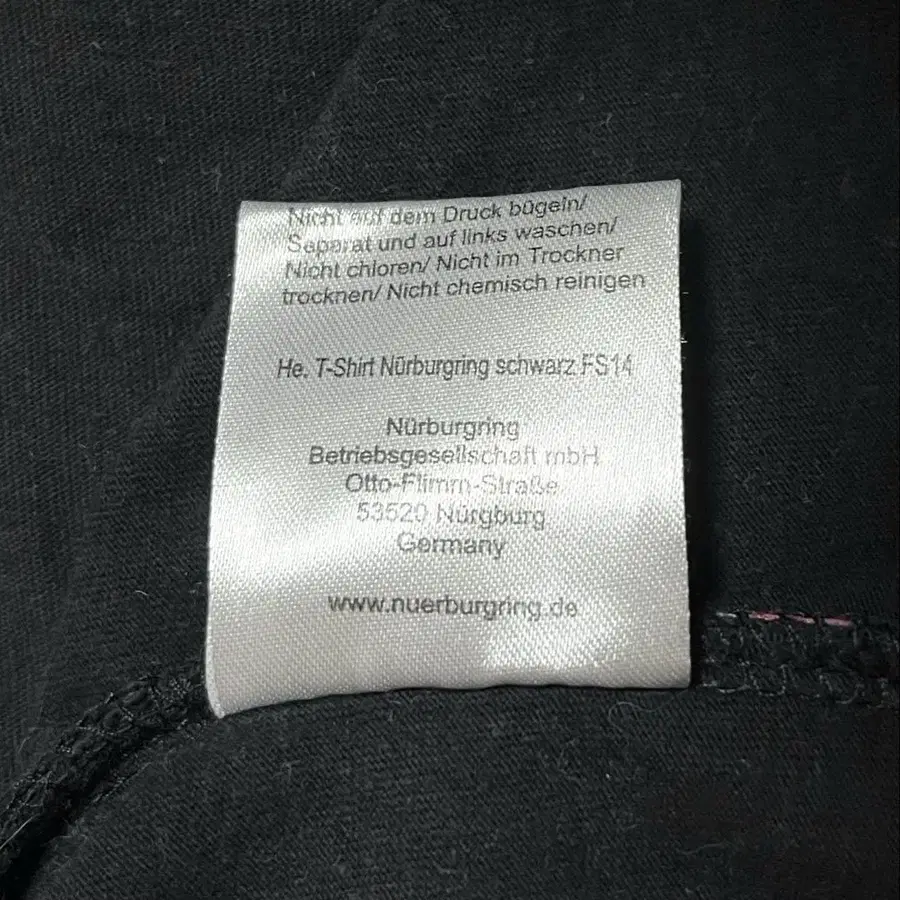 Nicht auf dem Druck bügeln/
Separat und auf links waschen/
Nicht chloren/ Nicht im Trockner
trocknen/ Nicht chemisch reinigen
He. T-Shirt Nürburgring schwarz FS14
Nürburgring
Betriebsgesellschaft mbH
Otto-Flimm-Straße
53520 Nürgburg
Germany
www.nuerburgring.de